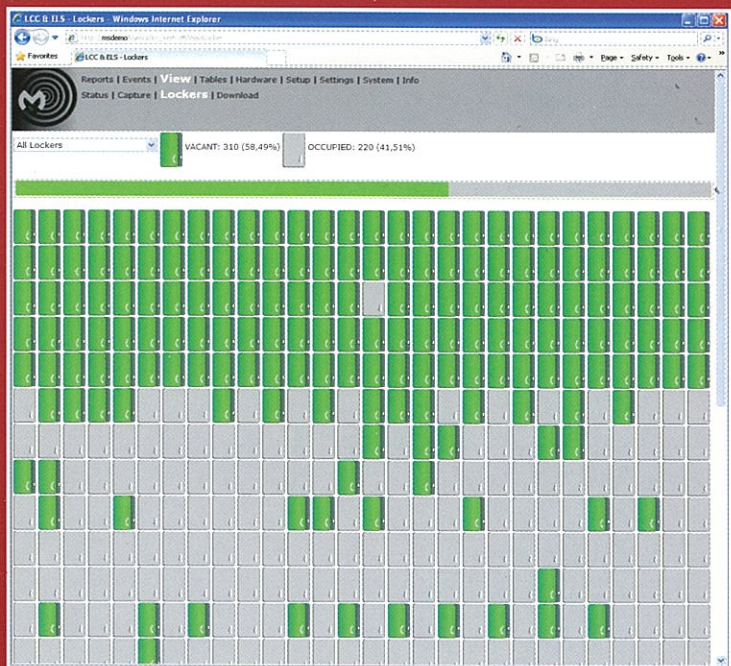 LCC & ELS - Lockers - Windows Internet Explorer
msdemo
Favorites LCC & ELS - Lockers Page Safety Tools
Reports | Events | View | Tables | Hardware | Setup | Settings | System | Info
Status | Capture | Lockers | Download
All Lockers VACANT: 310 (58,49%) OCCUPIED: 220 (41,51%)